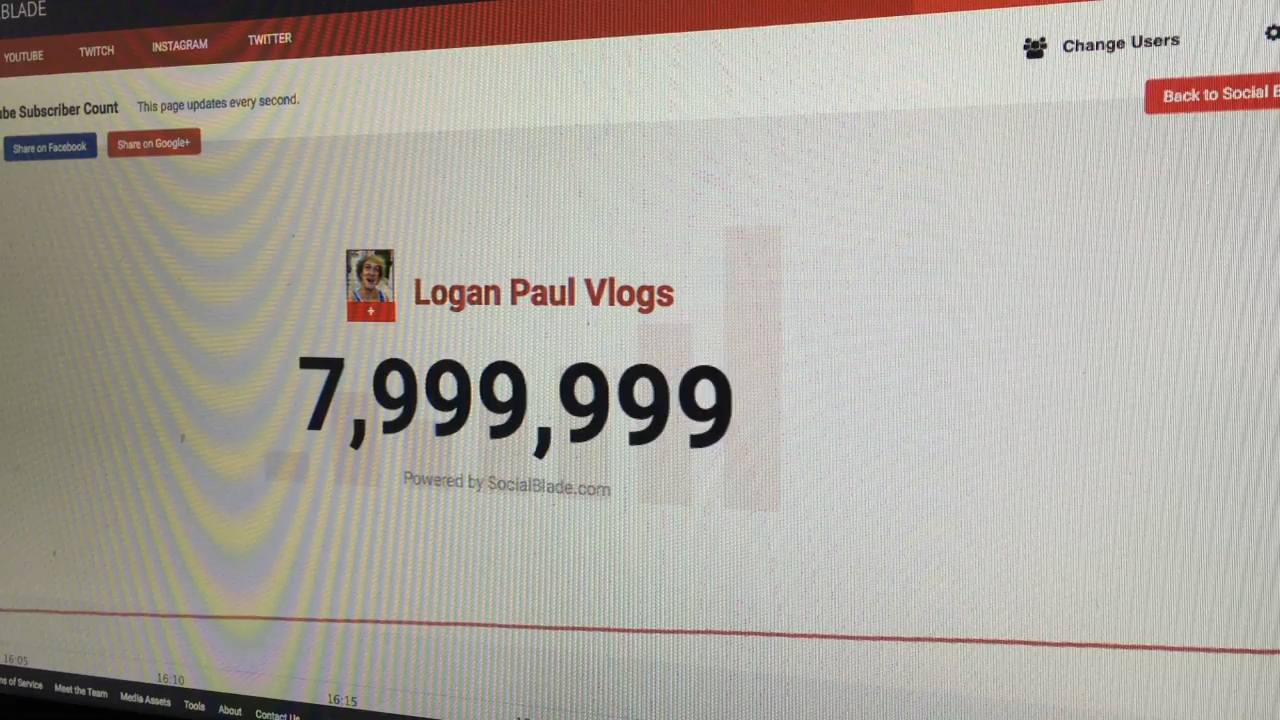 BLADE
YOUTUBE TWITCH INSTAGRAM TWITTER
Change Users
Subscriber Count This page updates every second.
Back to Social
Share on Facebook Share on Google+
+
Logan Paul Vlogs
7,999,999
Powered by SocialBlade.com
16:05 16:10 16:15
of Service Meet the Team Media Assets Tools About Contact Us